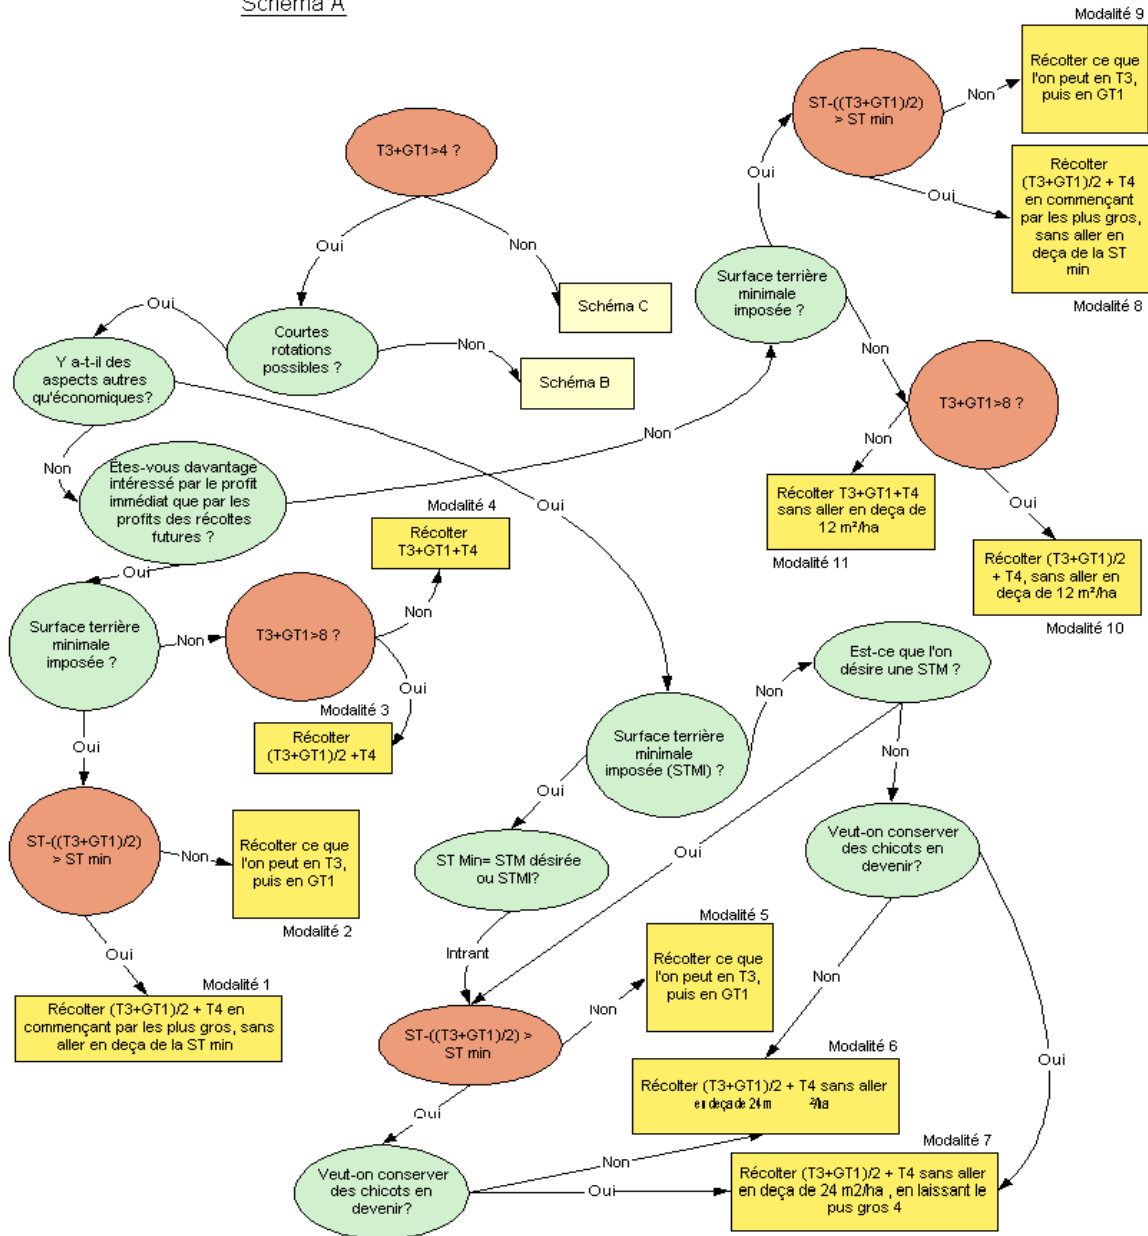 Schéma A
Modalité 9
Récolter ce que
l'on peut en T3,
puis en GT1
ST-((T3+GT1)/2)
> ST min
Non
Oui
Oui
Récolter
(T3+GT1)/2 + T4
en commençant
par les plus gros,
sans aller en
deça de la ST
min
Modalité 8
T3+GT1>4 ?
Oui
Non
Schéma C
Courtes
rotations
possibles ?
Non
Schéma B
Oui
Y a-t-il des
aspects autres
qu'économiques?
Surface terrière
minimale
imposée ?
Non
T3+GT1>8 ?
Non
Oui
Récolter T3+GT1+T4
sans aller en deça de
12 m²/ha
Modalité 11
Récolter (T3+GT1)/2
+ T4, sans aller en
deça de 12 m²/ha
Modalité 10
Non
Êtes-vous davantage
intéressé par le profit
immédiat que par les
profits des récoltes
futures ?
Non
Oui
Oui
Modalité 4
Récolter
T3+GT1+T4
Surface terrière
minimale
imposée ?
Non
T3+GT1>8 ?
Non
Oui
Modalité 3
Récolter
(T3+GT1)/2 +T4
Oui
ST-((T3+GT1)/2)
> ST min
Non
Récolter ce que
l'on peut en T3,
puis en GT1
Modalité 2
Oui
Modalité 1
Récolter (T3+GT1)/2 + T4 en
commençant par les plus gros, sans
aller en deça de la ST min
Surface terrière
minimale
imposée (STMI) ?
Non
Est-ce que l'on
désire une STM ?
Oui
Non
Oui
ST Min= STM désirée
ou STMI?
Intrant
Veut-on conserver
des chicots en
devenir?
Non
Oui
ST-((T3+GT1)/2) >
ST min
Non
Modalité 5
Récolter ce que
l'on peut en T3,
puis en GT1
Oui
Modalité 6
Récolter (T3+GT1)/2 + T4 sans aller
en deça de 24 m ²/ha
Veut-on conserver
des chicots en
devenir?
Non
Oui
Modalité 7
Récolter (T3+GT1)/2 + T4 sans aller
en deça de 24 m2/ha , en laissant le
pus gros 4